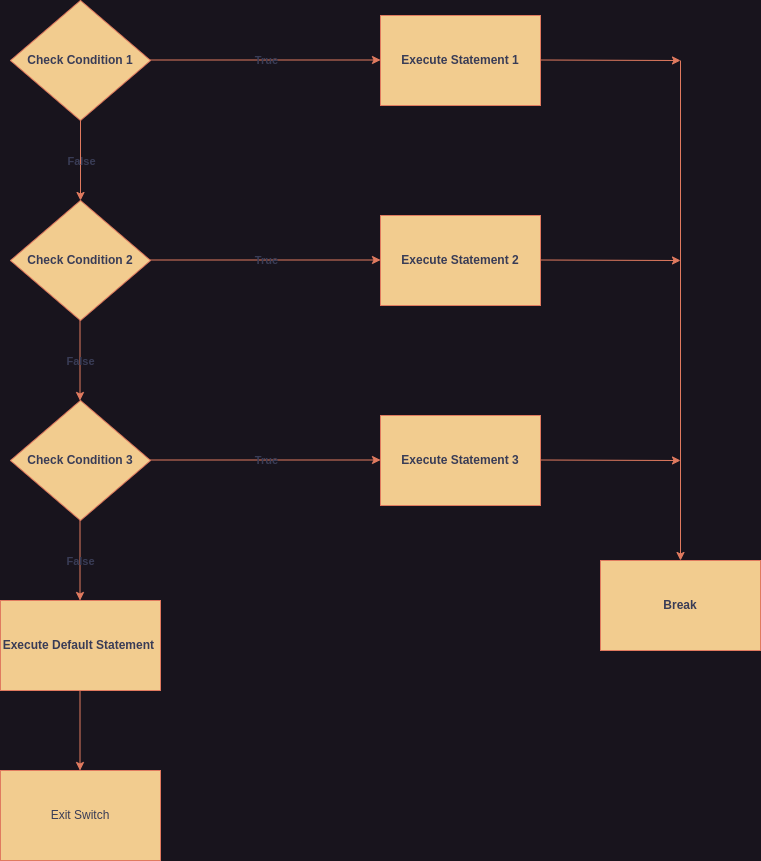 Check Condition 1
True
Execute Statement 1
False
Check Condition 2
True
Execute Statement 2
False
Check Condition 3
True
Execute Statement 3
False
Break
Execute Default Statement
Exit Switch